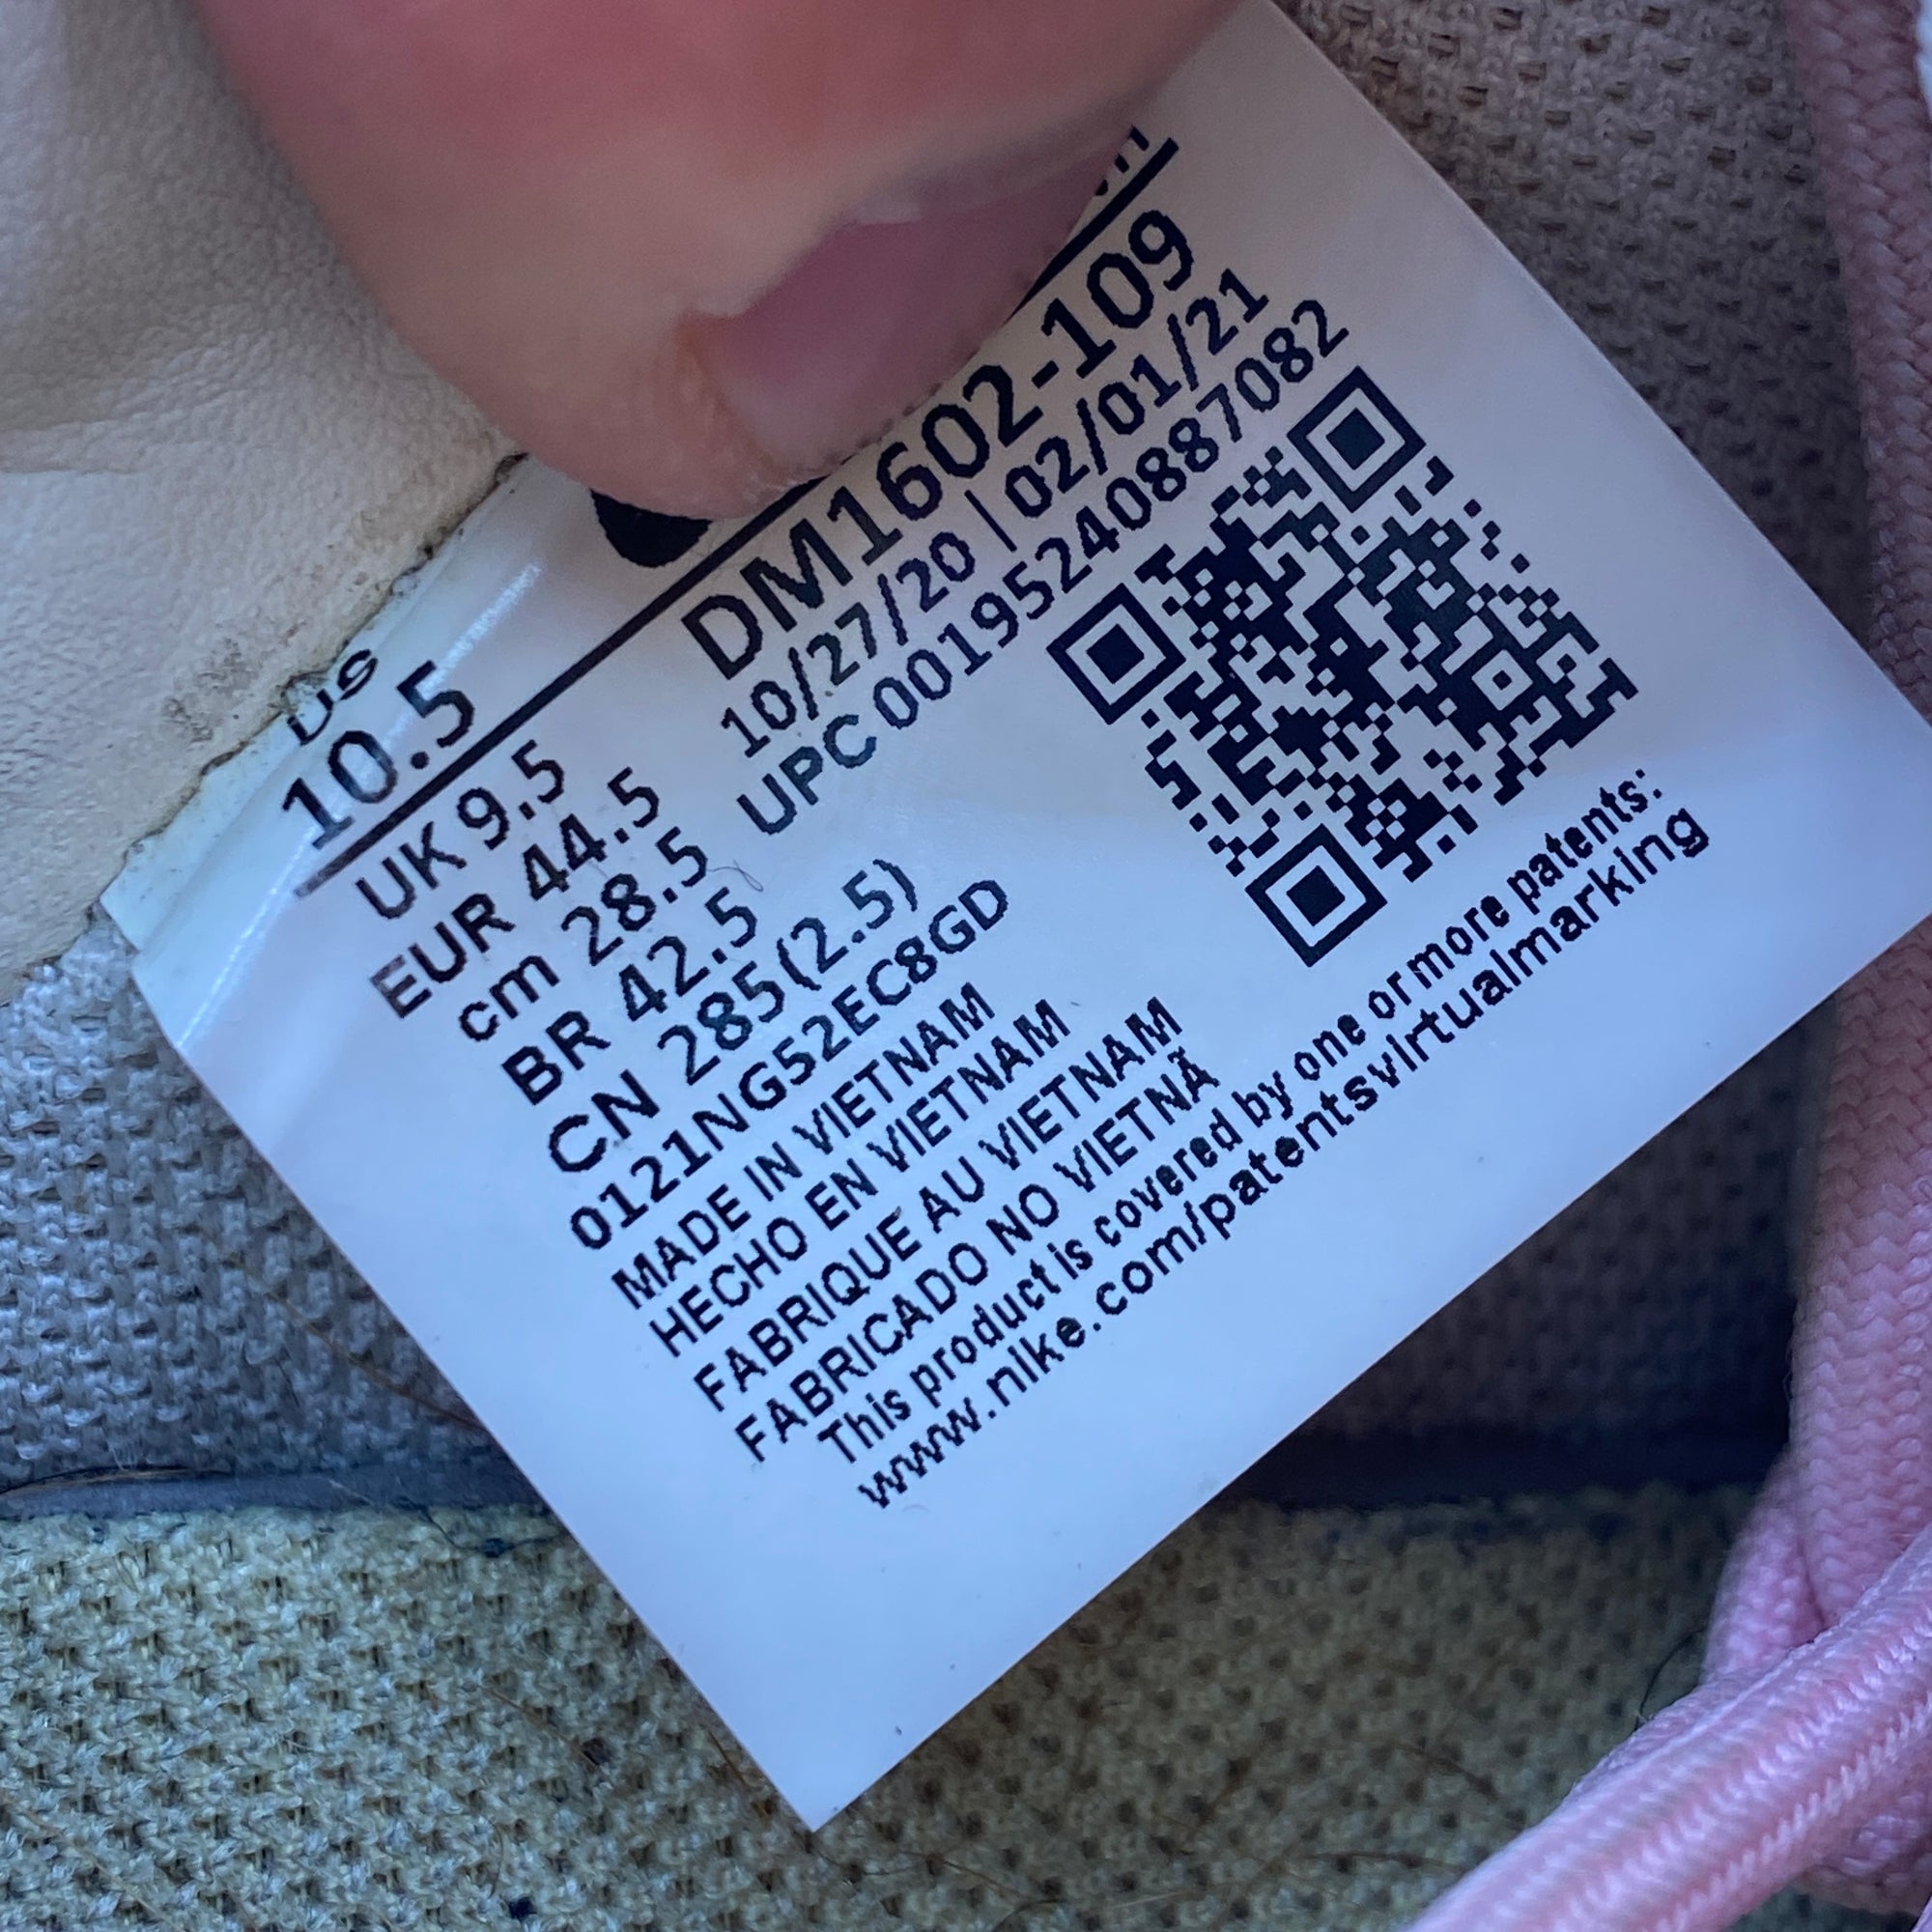 US
10.5
DM1602-109
10/27/20 | 02/01/21
UPC 00195240887082
UK 9.5
EUR 44.5
cm 28.5
BR 42.5
CN 285(2.5)
0121NG52EC8GD
MADE IN VIETNAM
HECHO EN VIETNAM
FABRIQUE AU VIETNAM
FABRICADO NO VIETNÃ
This product is covered by one or more patents:
www.nike.com/patentsvirtualmarking